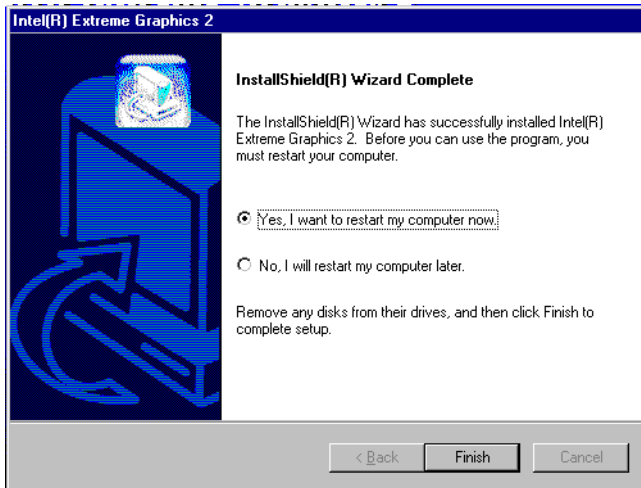 Intel(R) Extreme Graphics 2
InstallShield(R) Wizard Complete
The InstallShield(R) Wizard has successfully installed Intel(R)
Extreme Graphics 2. Before you can use the program, you
must restart your computer.
Yes, I want to restart my computer now.
No, I will restart my computer later.
Remove any disks from their drives, and then click Finish to
complete setup.
< Back Finish Cancel